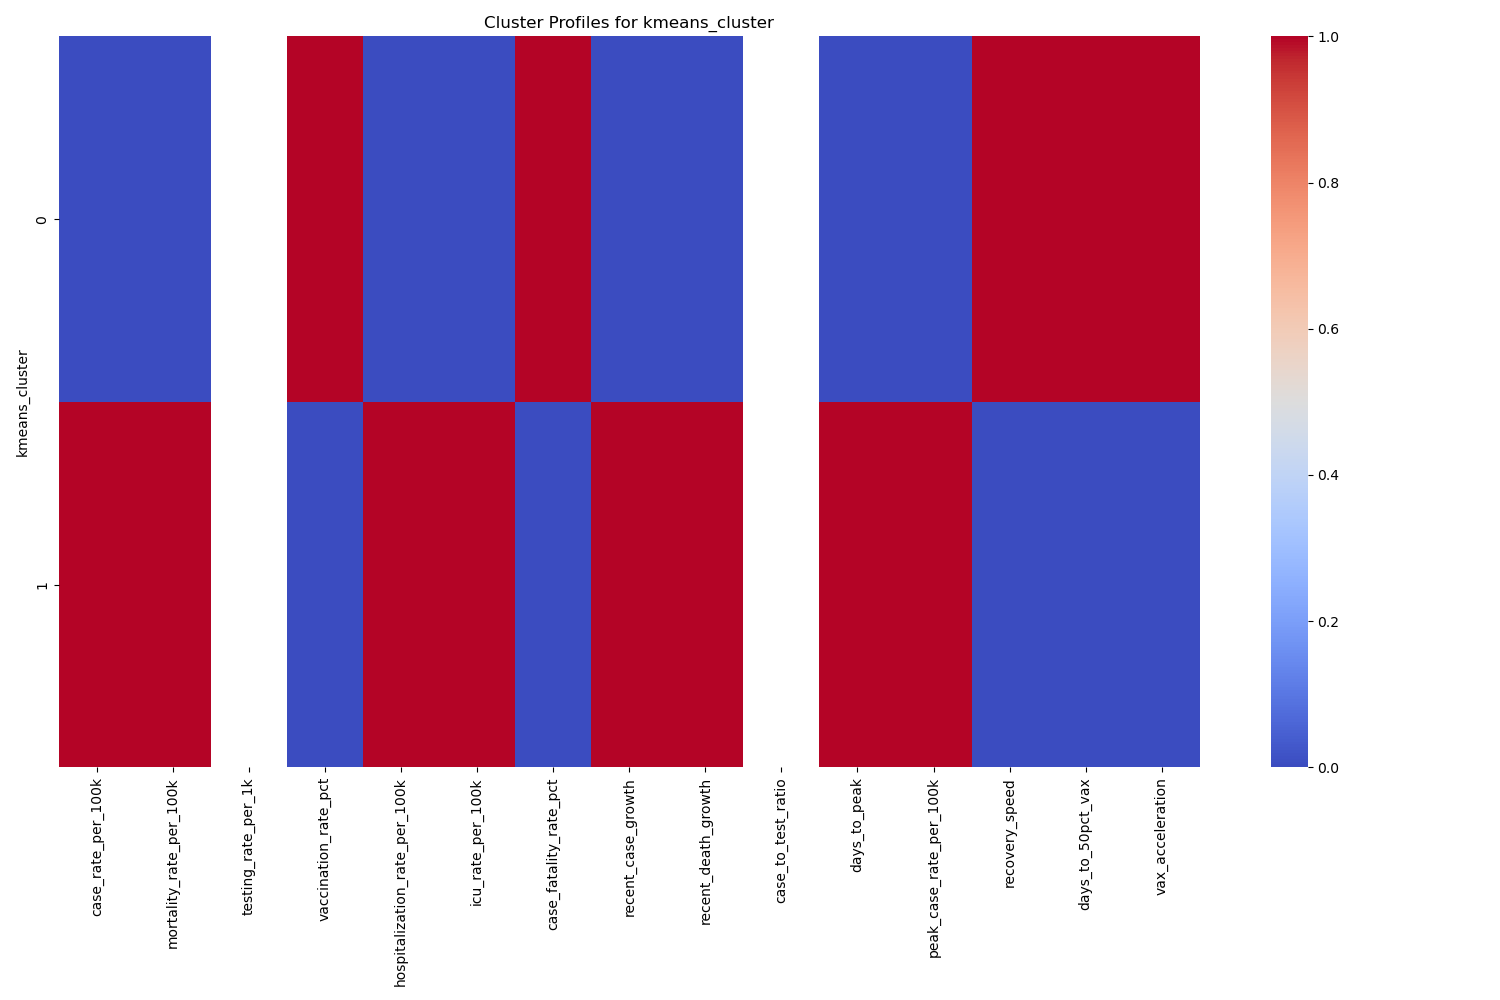 Cluster Profiles for kmeans_cluster
kmeans_cluster
0
1
case_rate_per_100k
mortality_rate_per_100k
testing_rate_per_1k
vaccination_rate_pct
hospitalization_rate_per_100k
icu_rate_per_100k
case_fatality_rate_pct
recent_case_growth
recent_death_growth
case_to_test_ratio
days_to_peak
peak_case_rate_per_100k
recovery_speed
days_to_50pct_vax
vax_acceleration
1.0
0.8
0.6
0.4
0.2
0.0